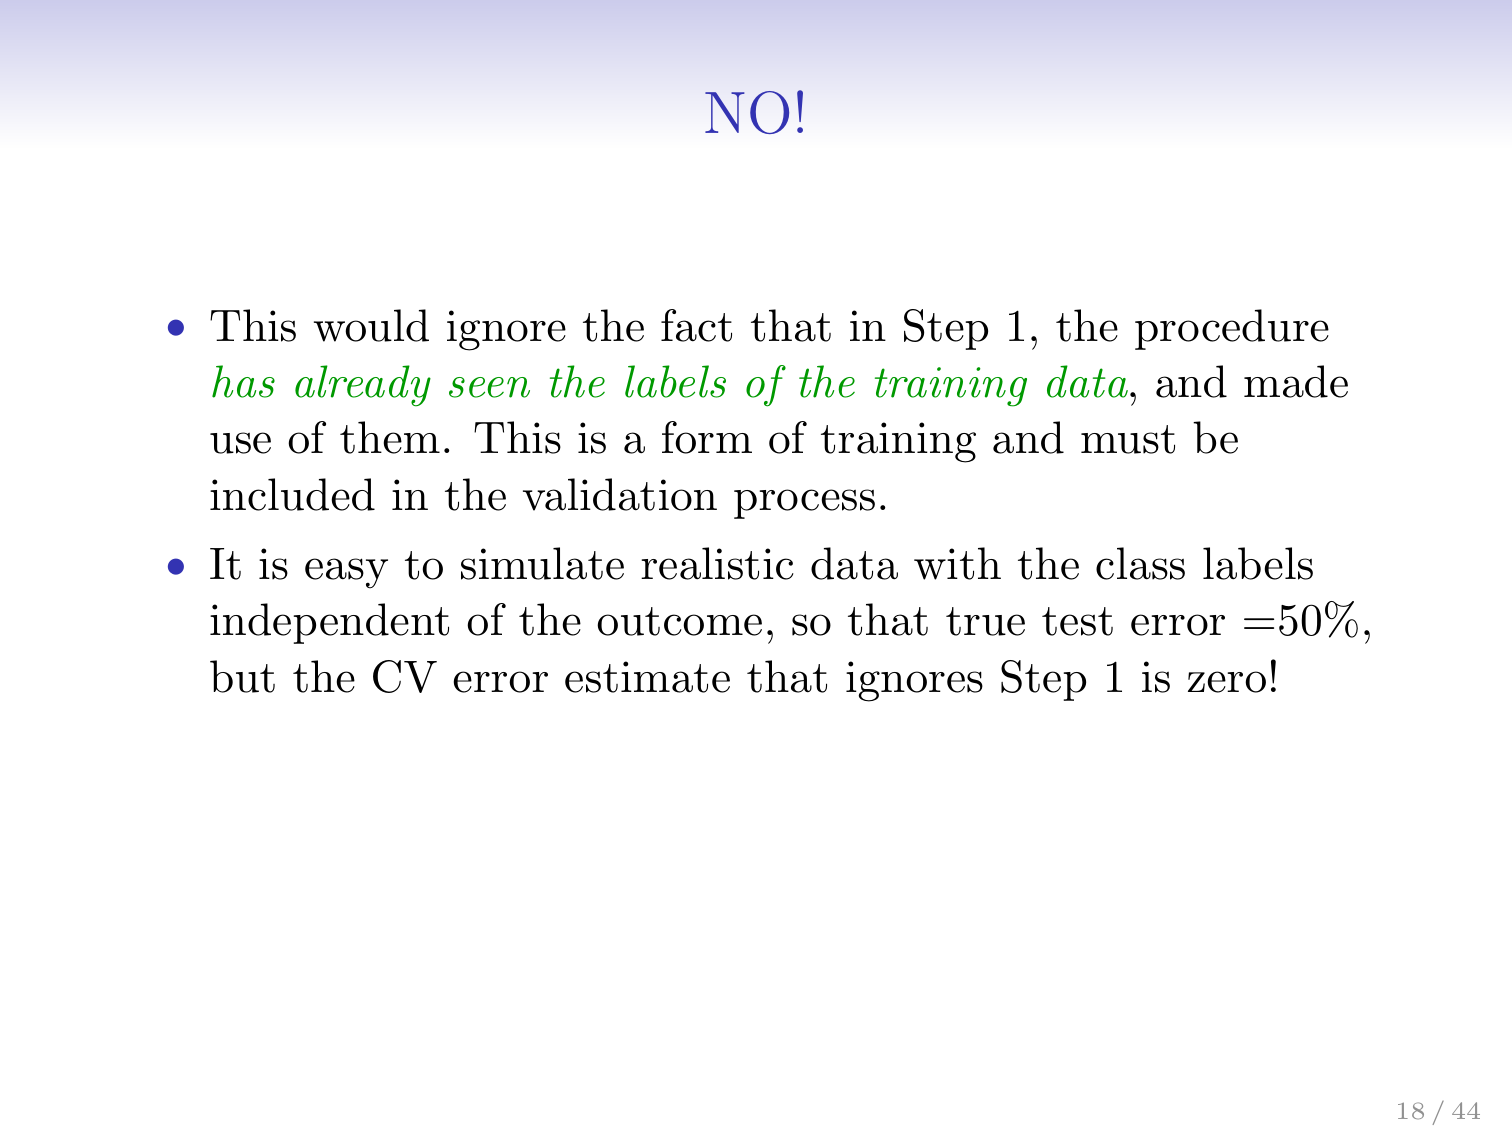 NO!
• This would ignore the fact that in Step 1, the procedure
has already seen the labels of the training data, and made
use of them. This is a form of training and must be
included in the validation process.
• It is easy to simulate realistic data with the class labels
independent of the outcome, so that true test error =50%,
but the CV error estimate that ignores Step 1 is zero!
18 / 44